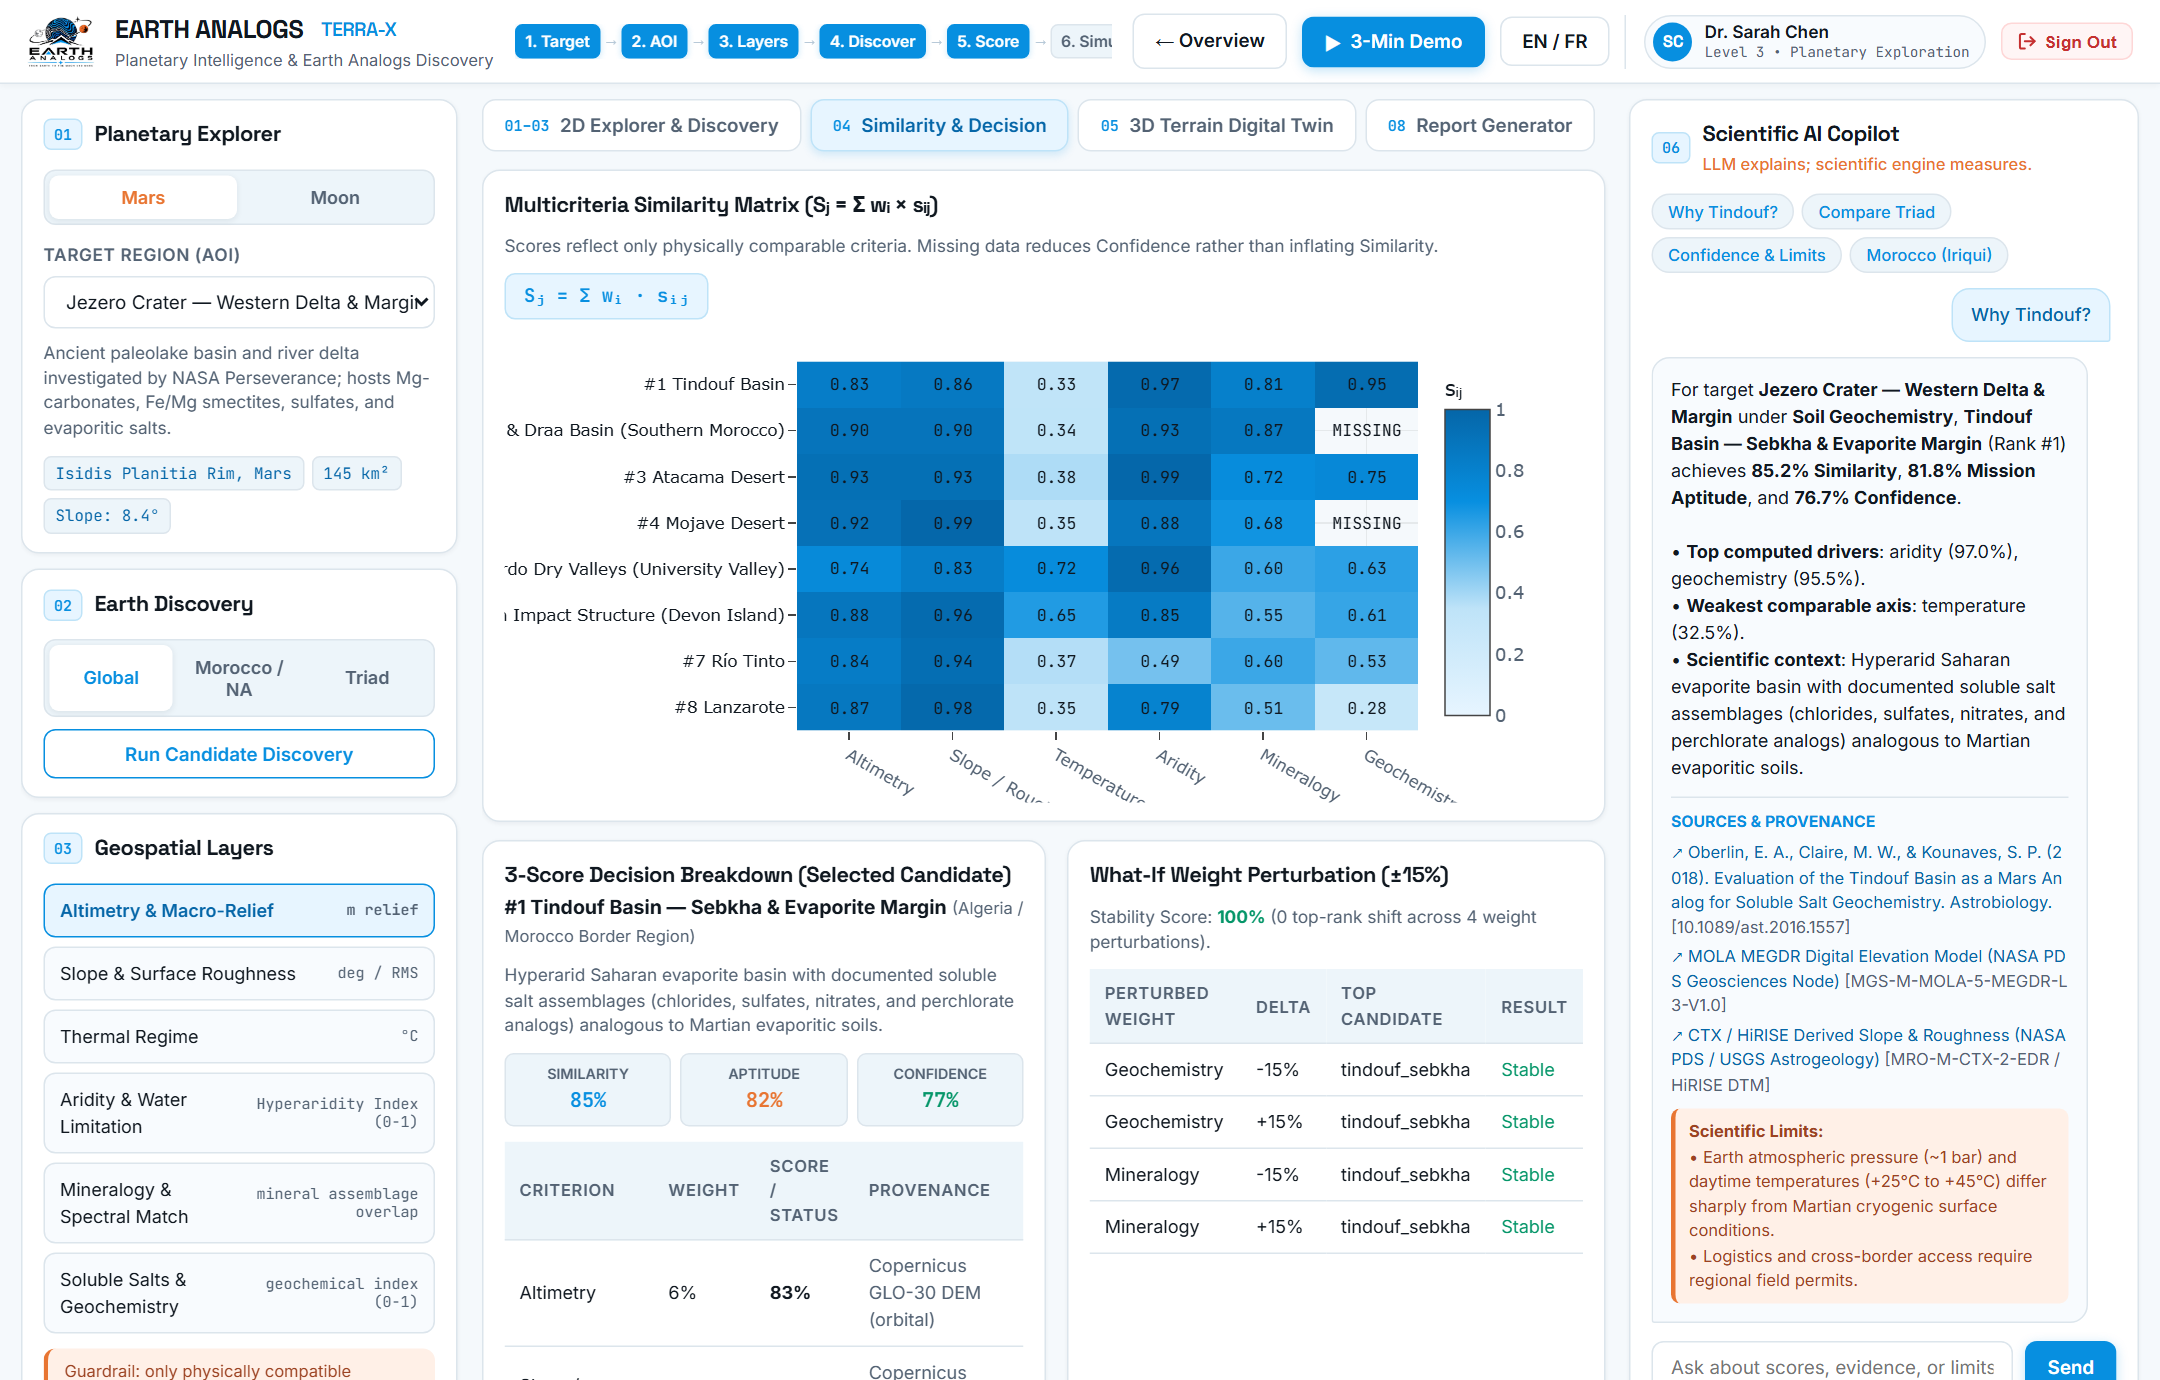 EARTH ANALOGS
EARTH ANALOGS TERRA-X
Planetary Intelligence & Earth Analogs Discovery
1. Target → 2. AOI → 3. Layers → 4. Discover → 5. Score → 6. Simu
← Overview
▶ 3-Min Demo
EN / FR
SC
Dr. Sarah Chen
Level 3 • Planetary Exploration
Sign Out
01 Planetary Explorer
Mars
Moon
TARGET REGION (AOI)
Jezero Crater — Western Delta & Margin
Ancient paleolake basin and river delta
investigated by NASA Perseverance; hosts Mg-
carbonates, Fe/Mg smectites, sulfates, and
evaporitic salts.
Isidis Planitia Rim, Mars
145 km²
Slope: 8.4°
02 Earth Discovery
Global
Morocco /
NA
Triad
Run Candidate Discovery
03 Geospatial Layers
Altimetry & Macro-Relief m relief
Slope & Surface Roughness deg / RMS
Thermal Regime °C
Aridity & Water
Limitation
Hyperaridity Index
(0-1)
Mineralogy &
Spectral Match
mineral assemblage
overlap
Soluble Salts &
Geochemistry
geochemical index
(0-1)
Guardrail: only physically compatible
01-03 2D Explorer & Discovery
04 Similarity & Decision
05 3D Terrain Digital Twin
08 Report Generator
Multicriteria Similarity Matrix (Sⱼ = Σ wᵢ × sᵢⱼ)
Scores reflect only physically comparable criteria. Missing data reduces Confidence rather than inflating Similarity.
Sⱼ = Σ wᵢ · sᵢⱼ
#1 Tindouf Basin 0.83 0.86 0.33 0.97 0.81 0.95
& Draa Basin (Southern Morocco) 0.90 0.90 0.34 0.93 0.87 MISSING
#3 Atacama Desert 0.93 0.93 0.38 0.99 0.72 0.75
#4 Mojave Desert 0.92 0.99 0.35 0.88 0.68 MISSING
rdo Dry Valleys (University Valley) 0.74 0.83 0.72 0.96 0.60 0.63
Impact Structure (Devon Island) 0.88 0.96 0.65 0.85 0.55 0.61
#7 Río Tinto 0.84 0.94 0.37 0.49 0.60 0.53
#8 Lanzarote 0.87 0.98 0.35 0.79 0.51 0.28
Altimetry
Slope / Rou
Temperature
Aridity
Mineralogy
Geochemistr
sᵢⱼ
1
0.8
0.6
0.4
0.2
0
3-Score Decision Breakdown (Selected Candidate)
#1 Tindouf Basin — Sebkha & Evaporite Margin (Algeria /
Morocco Border Region)
Hyperarid Saharan evaporite basin with documented soluble
salt assemblages (chlorides, sulfates, nitrates, and perchlorate
analogs) analogous to Martian evaporitic soils.
SIMILARITY
85%
APTITUDE
82%
CONFIDENCE
77%
CRITERION WEIGHT SCORE / STATUS PROVENANCE
Altimetry 6% 83% Copernicus
GLO-30 DEM
(orbital)
Copernicus
What-If Weight Perturbation (±15%)
Stability Score: 100% (0 top-rank shift across 4 weight
perturbations).
PERTURBED WEIGHT DELTA TOP CANDIDATE RESULT
Geochemistry -15% tindouf_sebkha Stable
Geochemistry +15% tindouf_sebkha Stable
Mineralogy -15% tindouf_sebkha Stable
Mineralogy +15% tindouf_sebkha Stable
06 Scientific AI Copilot
LLM explains; scientific engine measures.
Why Tindouf?
Compare Triad
Confidence & Limits
Morocco (Iriqui)
Why Tindouf?
For target Jezero Crater — Western Delta &
Margin under Soil Geochemistry, Tindouf
Basin — Sebkha & Evaporite Margin (Rank #1)
achieves 85.2% Similarity, 81.8% Mission
Aptitude, and 76.7% Confidence.
• Top computed drivers: aridity (97.0%),
geochemistry (95.5%).
• Weakest comparable axis: temperature
(32.5%).
• Scientific context: Hyperarid Saharan
evaporite basin with documented soluble salt
assemblages (chlorides, sulfates, nitrates, and
perchlorate analogs) analogous to Martian
evaporitic soils.
SOURCES & PROVENANCE
↗ Oberlin, E. A., Claire, M. W., & Kounaves, S. P. (2
018). Evaluation of the Tindouf Basin as a Mars An
alog for Soluble Salt Geochemistry. Astrobiology.
[10.1089/ast.2016.1557]
↗ MOLA MEGDR Digital Elevation Model (NASA PD
S Geosciences Node) [MGS-M-MOLA-5-MEGDR-L
3-V1.0]
↗ CTX / HiRISE Derived Slope & Roughness (NASA
PDS / USGS Astrogeology) [MRO-M-CTX-2-EDR /
HiRISE DTM]
Scientific Limits:
• Earth atmospheric pressure (~1 bar) and
daytime temperatures (+25°C to +45°C) differ
sharply from Martian cryogenic surface
conditions.
• Logistics and cross-border access require
regional field permits.
Ask about scores, evidence, or limits
Send